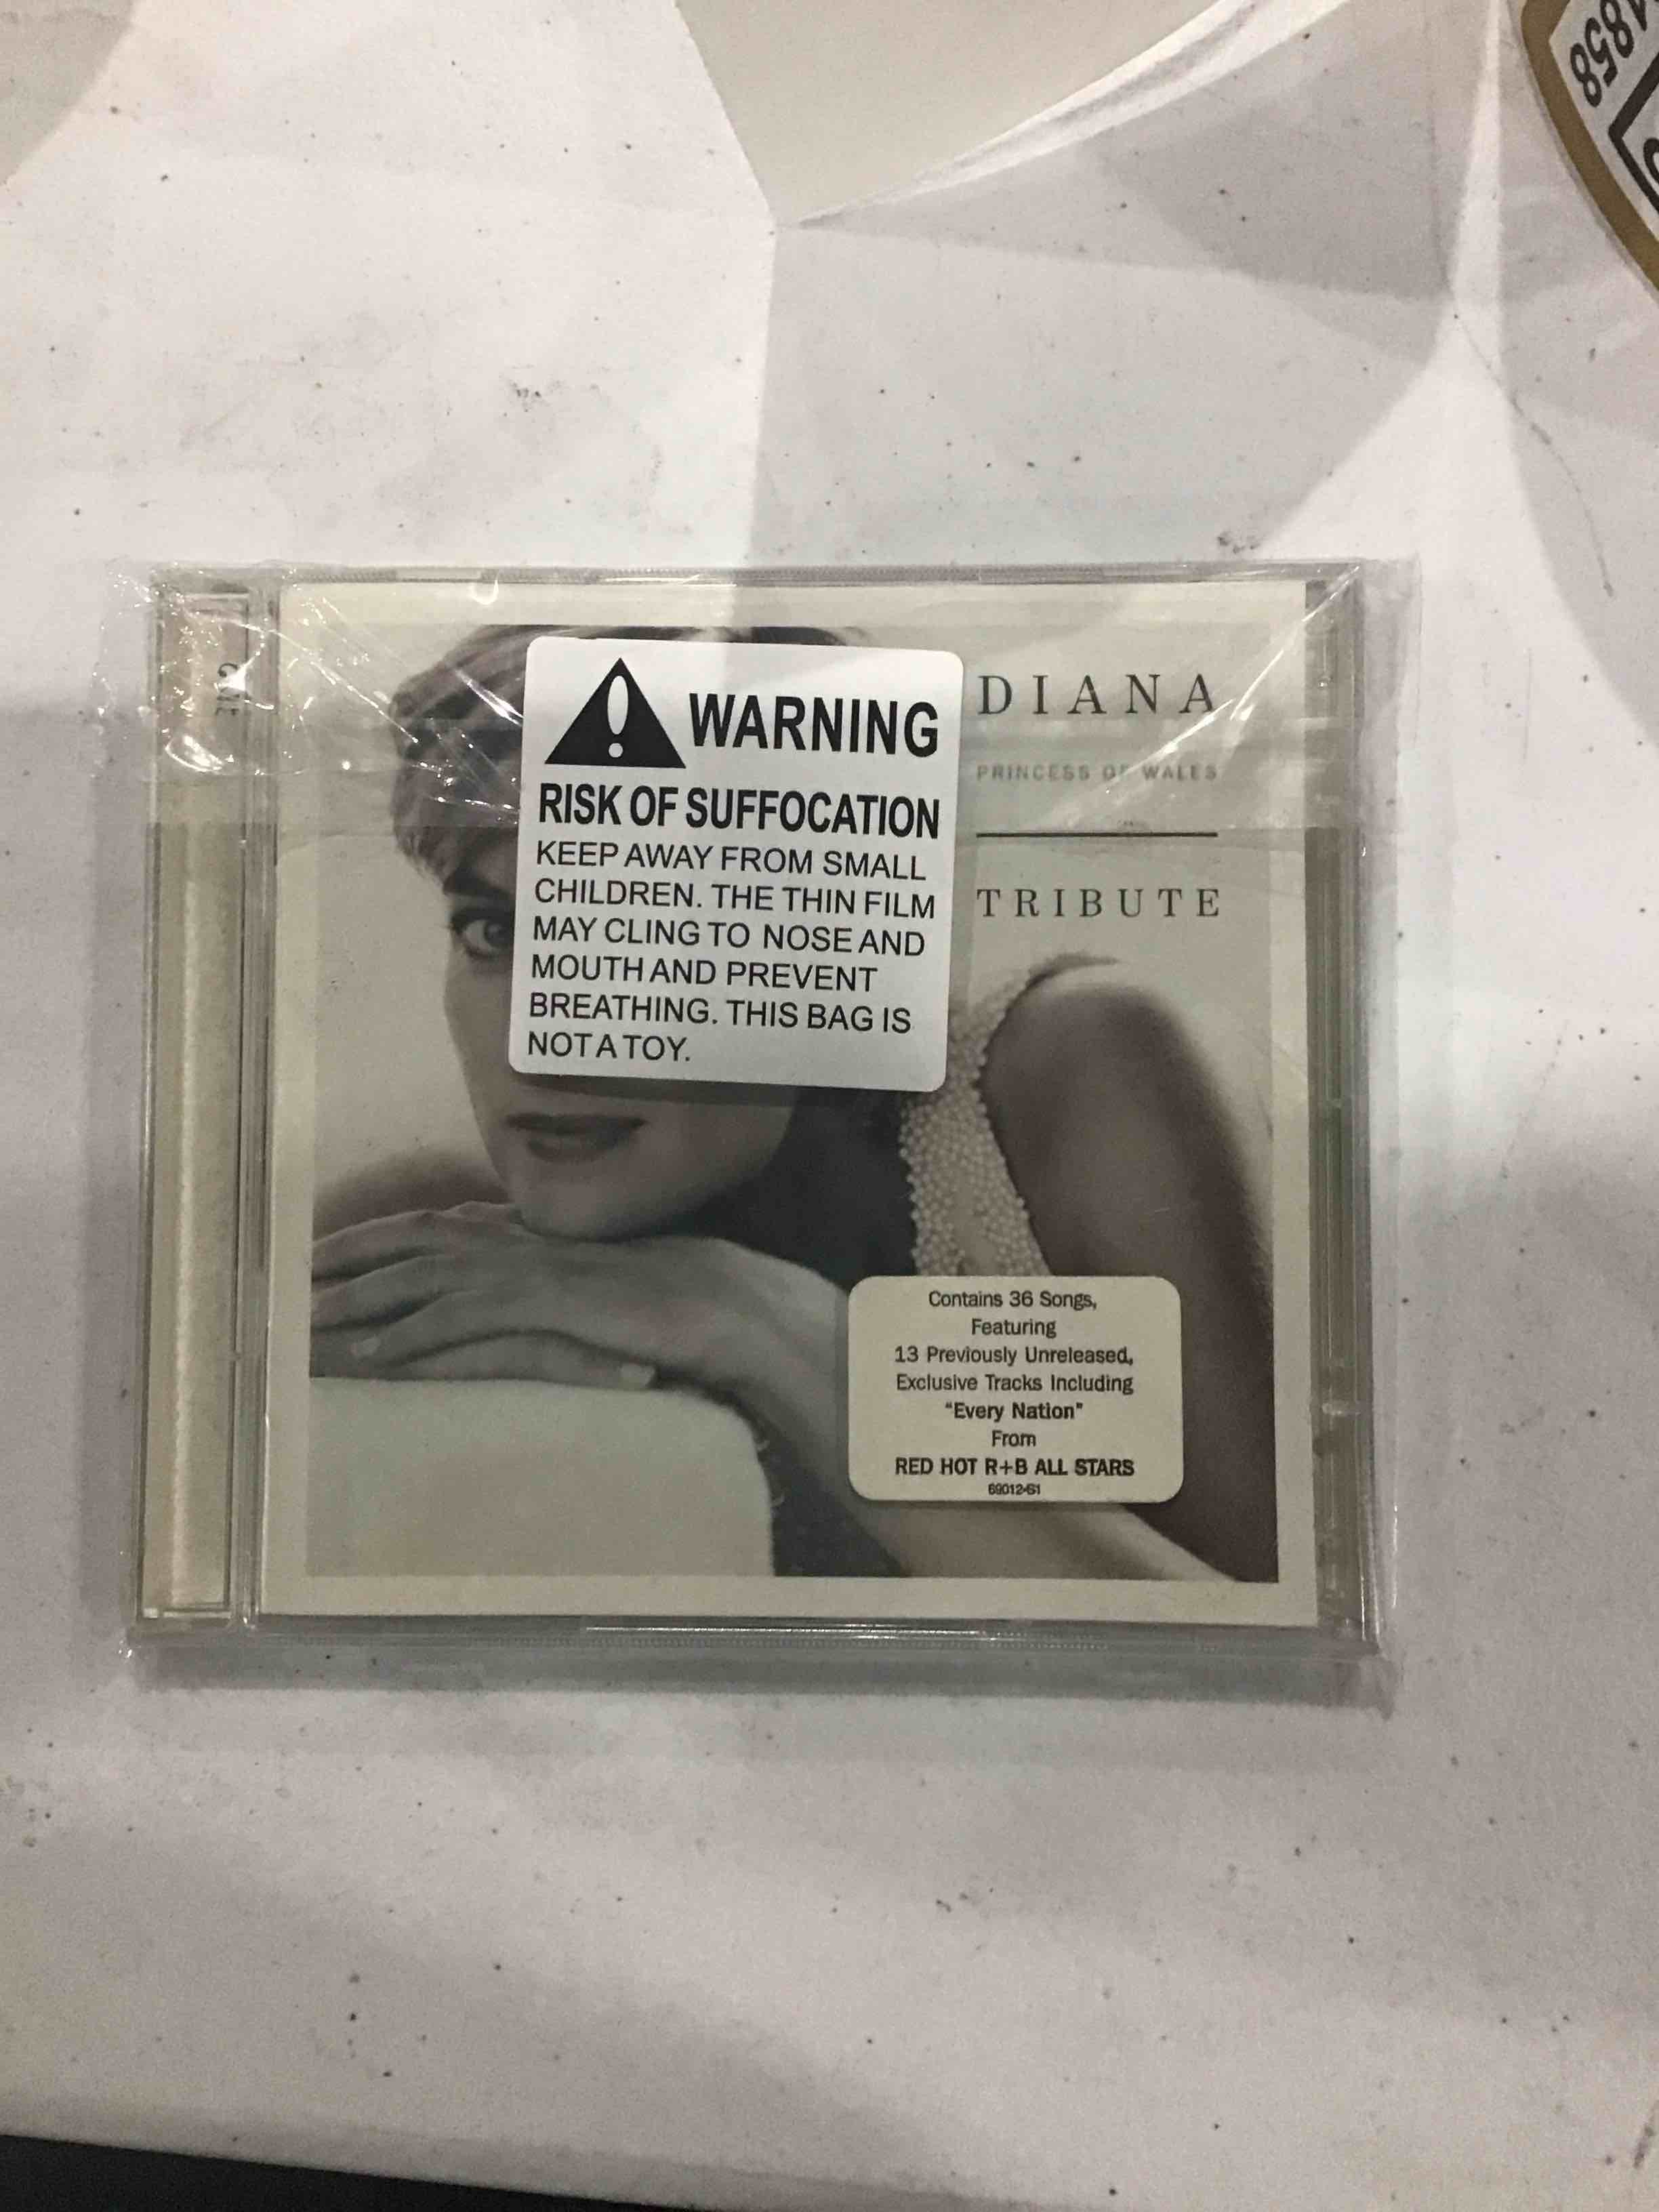 1858
DIANA
PRINCESS OF WALES
TRIBUTE
WARNING
RISK OF SUFFOCATION
KEEP AWAY FROM SMALL
CHILDREN. THE THIN FILM
MAY CLING TO NOSE AND
MOUTH AND PREVENT
BREATHING. THIS BAG IS
NOT A TOY.
Contains 36 Songs,
Featuring
13 Previously Unreleased,
Exclusive Tracks Including
"Every Nation"
From
RED HOT R+B ALL STARS
69012-S1